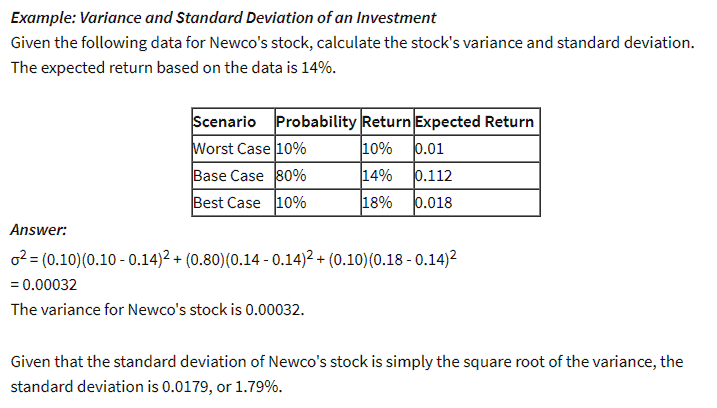 Example: Variance and Standard Deviation of an Investment
Given the following data for Newco's stock, calculate the stock's variance and standard deviation.
The expected return based on the data is 14%.
Scenario Probability Return Expected Return
Worst Case 10% 10% 0.01
Base Case 80% 14% 0.112
Best Case 10% 18% 0.018
Answer:
σ² = (0.10)(0.10 - 0.14)² + (0.80)(0.14 - 0.14)² + (0.10)(0.18 - 0.14)²
= 0.00032
The variance for Newco's stock is 0.00032.
Given that the standard deviation of Newco's stock is simply the square root of the variance, the
standard deviation is 0.0179, or 1.79%.